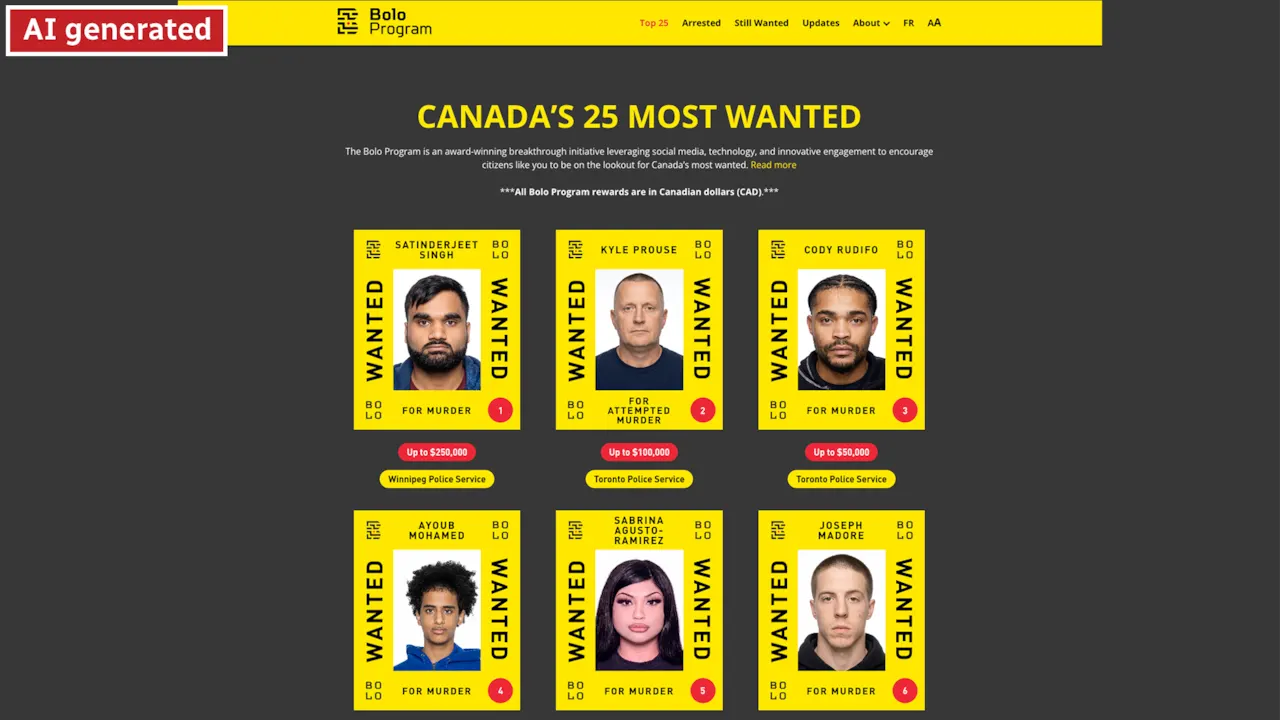 AI generated
Bolo
Program
Top 25
Arrested
Still Wanted
Updates
About
FR
AA
CANADA'S 25 MOST WANTED
The Bolo Program is an award-winning breakthrough initiative leveraging social media, technology, and innovative engagement to encourage
citizens like you to be on the lookout for Canada's most wanted. Read more
***All Bolo Program rewards are in Canadian dollars (CAD).***
SATINDERJEET
SINGH
BO
LO
WANTED
WANTED
BO
LO
FOR MURDER
1
Up to $250,000
Winnipeg Police Service
KYLE PROUSE
BO
LO
WANTED
WANTED
BO
LO
FOR
ATTEMPTED
MURDER
2
Up to $100,000
Toronto Police Service
CODY RUDIFO
BO
LO
WANTED
WANTED
BO
LO
FOR MURDER
3
Up to $50,000
Toronto Police Service
AYOUB
MOHAMED
BO
LO
WANTED
WANTED
BO
LO
FOR MURDER
4
SABRINA
AGUSTO-
RAMIREZ
BO
LO
WANTED
WANTED
BO
LO
FOR MURDER
5
JOSEPH
MADORE
BO
LO
WANTED
WANTED
BO
LO
FOR MURDER
6